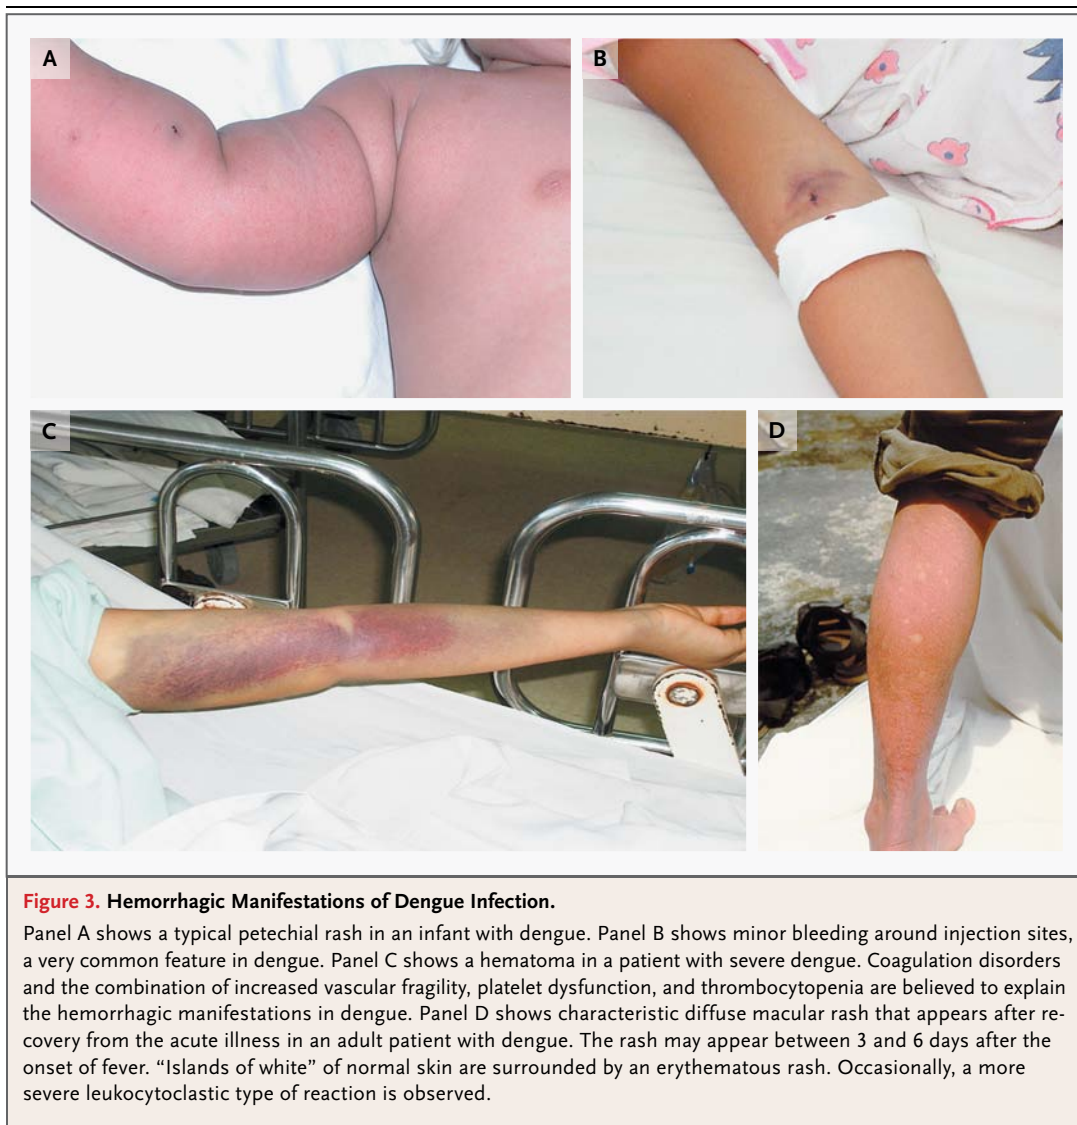 A
B
C
D
Figure 3. Hemorrhagic Manifestations of Dengue Infection.
Panel A shows a typical petechial rash in an infant with dengue. Panel B shows minor bleeding around injection sites,
a very common feature in dengue. Panel C shows a hematoma in a patient with severe dengue. Coagulation disorders
and the combination of increased vascular fragility, platelet dysfunction, and thrombocytopenia are believed to explain
the hemorrhagic manifestations in dengue. Panel D shows characteristic diffuse macular rash that appears after re-
covery from the acute illness in an adult patient with dengue. The rash may appear between 3 and 6 days after the
onset of fever. “Islands of white” of normal skin are surrounded by an erythematous rash. Occasionally, a more
severe leukocytoclastic type of reaction is observed.